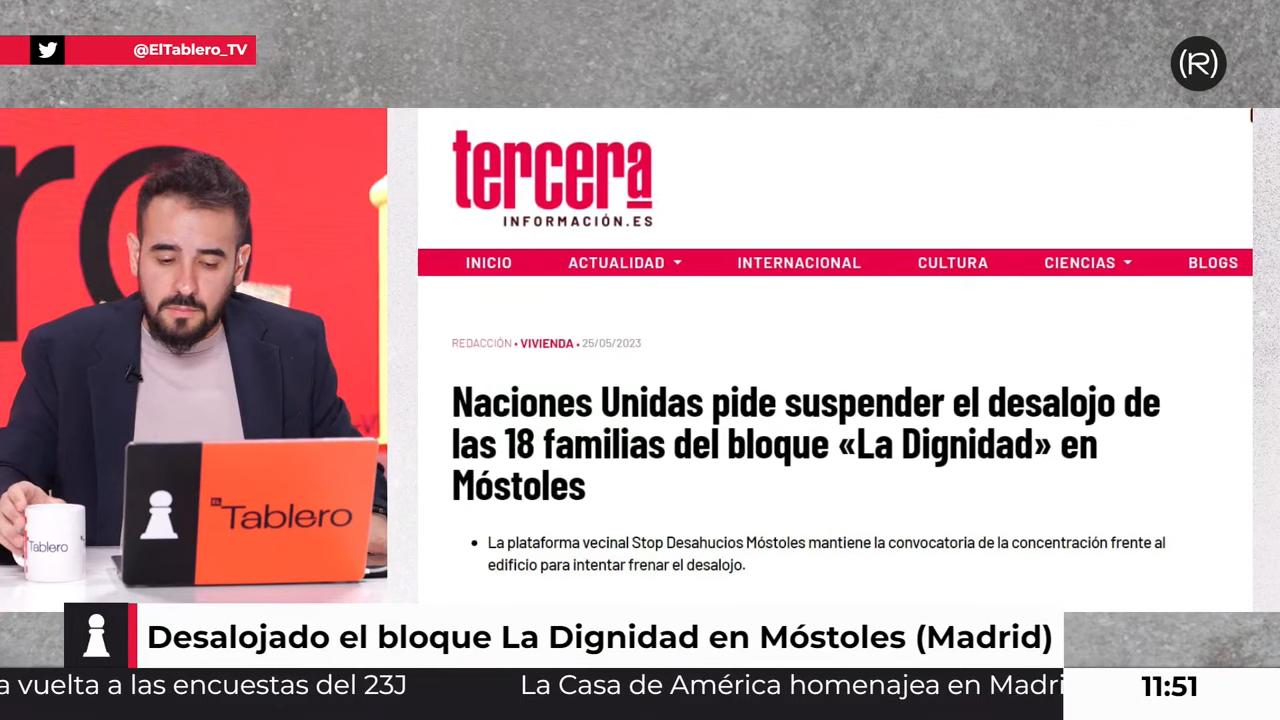 @ElTablero_TV
(R)
ro
tercera
INFORMACIÓN.ES
INICIO ACTUALIDAD INTERNACIONAL CULTURA CIENCIAS BLOGS
REDACCIÓN • VIVIENDA • 25/05/2023
Naciones Unidas pide suspender el desalojo de
las 18 familias del bloque «La Dignidad» en
Móstoles
• La plataforma vecinal Stop Desahucios Móstoles mantiene la convocatoria de la concentración frente al
edificio para intentar frenar el desalojo.
EL
Tablero
Tablero
Desalojado el bloque La Dignidad en Móstoles (Madrid)
a vuelta a las encuestas del 23J La Casa de América homenajea en Madri
11:51